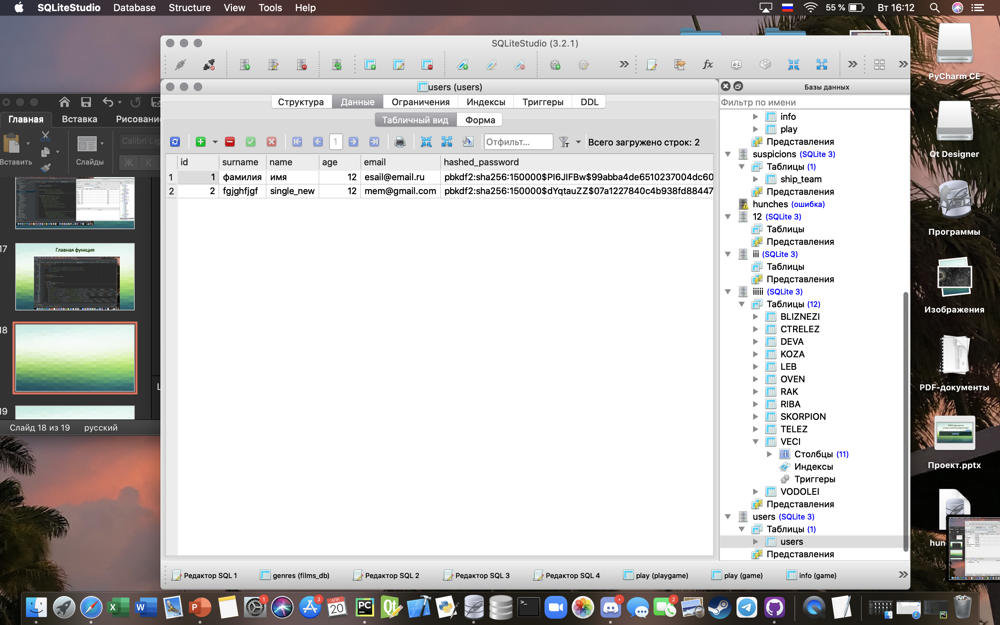 SQLiteStudio Database Structure View Tools Help 55 % Вт 16:12
SQLiteStudio (3.2.1)
users (users)
Структура Данные Ограничения Индексы Триггеры DDL
Табличный вид Форма
1 Отфильт... Всего загружено строк: 2
id surname name age email hashed_password
1 1 фамилия имя 12 esail@email.ru
2 2 fgjghfjgf single_new 12 mem@gmail.com pbkdf2:sha256:150000$dYqtauZZ$07a1227840c4b938fd88447
Базы данных
Фильтр по имени
info
play
Представления
suspicions (SQLite 3)
Таблицы (1)
ship_team
Представления
hunches (ошибка)
12 (SQLite 3)
Таблицы
Представления
iii (SQLite 3)
Таблицы
Представления
iiiii (SQLite 3)
Таблицы (12)
BLIZNEZI
CTRELEZ
DEVA
KOZA
LEB
OVEN
RAK
RIBA
SKORPION
TELEZ
VECI
Столбцы (11)
Индексы
Триггеры
VODOLEI
Представления
users (SQLite 3)
Таблицы (1)
users
Представления
Редактор SQL 1 genres (films_db) Редактор SQL 2 Редактор SQL 3 Редактор SQL 4 play (playgame) play (game) info (game)
Главная Вставка Рисование
Calibri Lig
Вставить Слайды Ж К
17
Главная функция
18
19
Слайд 18 из 19 русский
PyCharm CE
Qt Designer
Программы
Изображения
PDF-документы
Проект.pptx
hun
1 3 АПР. 20 PC Qt 2